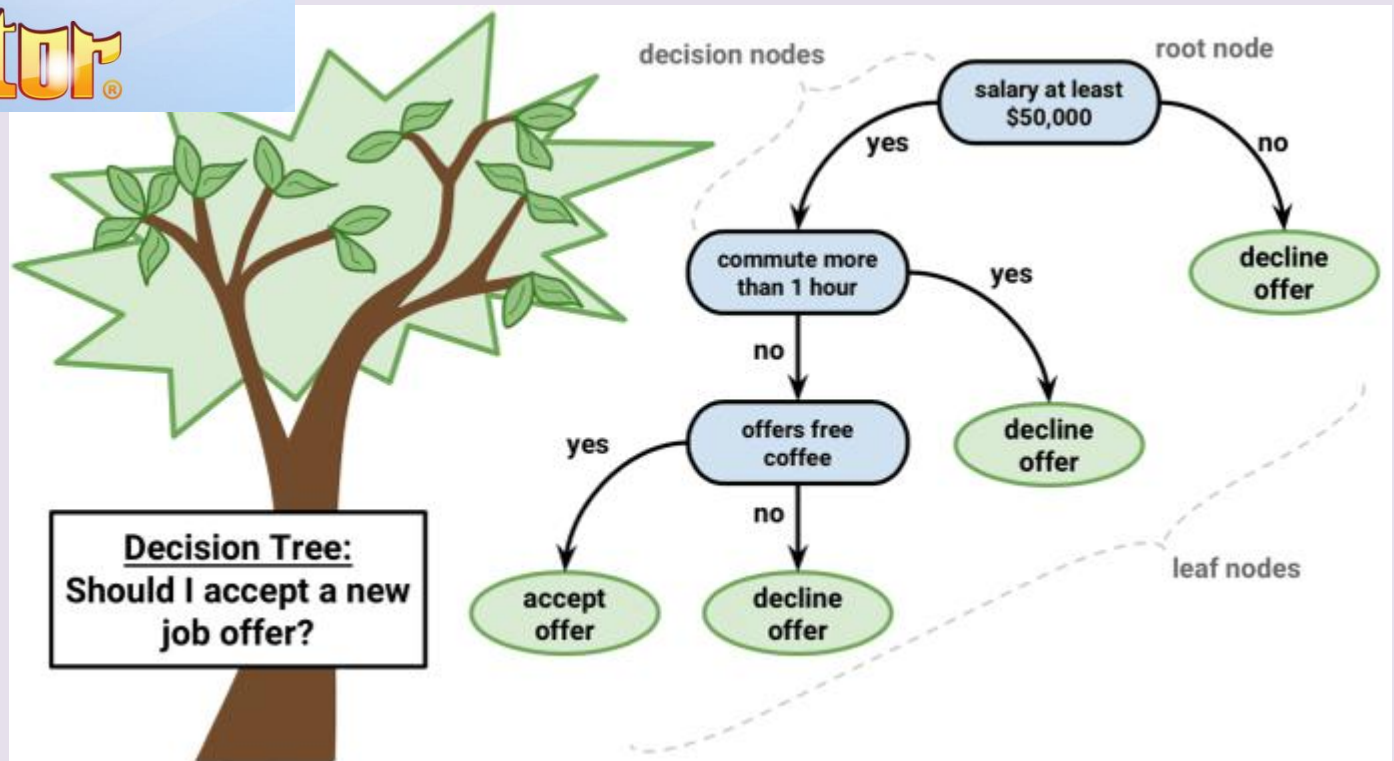 tor®
decision nodes
root node
salary at least
$50,000
yes
no
commute more
than 1 hour
yes
decline
offer
no
offers free
coffee
yes
decline
offer
no
Decision Tree:
Should I accept a new
job offer?
accept
offer
decline
offer
leaf nodes